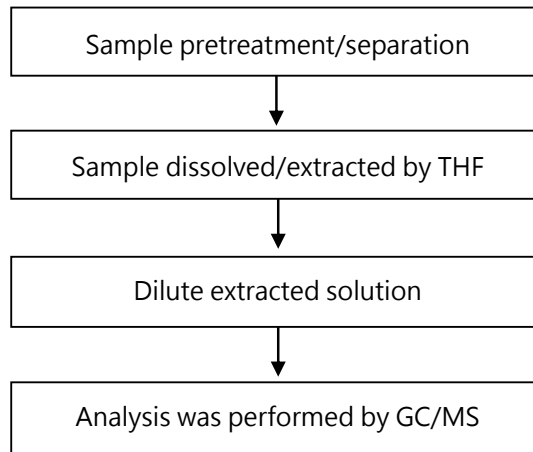 Sample pretreatment/separation
Sample dissolved/extracted by THF
Dilute extracted solution
Analysis was performed by GC/MS